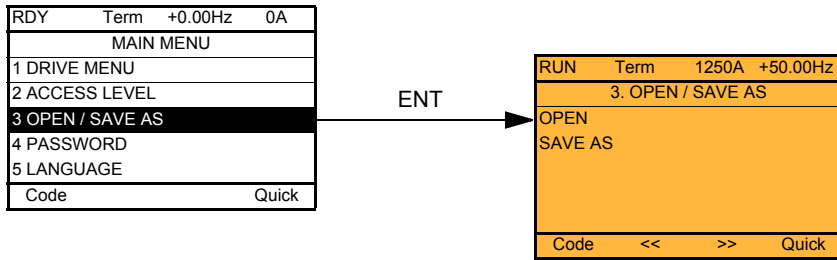 RDY Term +0.00Hz 0A
MAIN MENU
1 DRIVE MENU
2 ACCESS LEVEL
3 OPEN / SAVE AS
4 PASSWORD
5 LANGUAGE
Code Quick
ENT
RUN Term 1250A +50.00Hz
3. OPEN / SAVE AS
OPEN
SAVE AS
Code << >> Quick